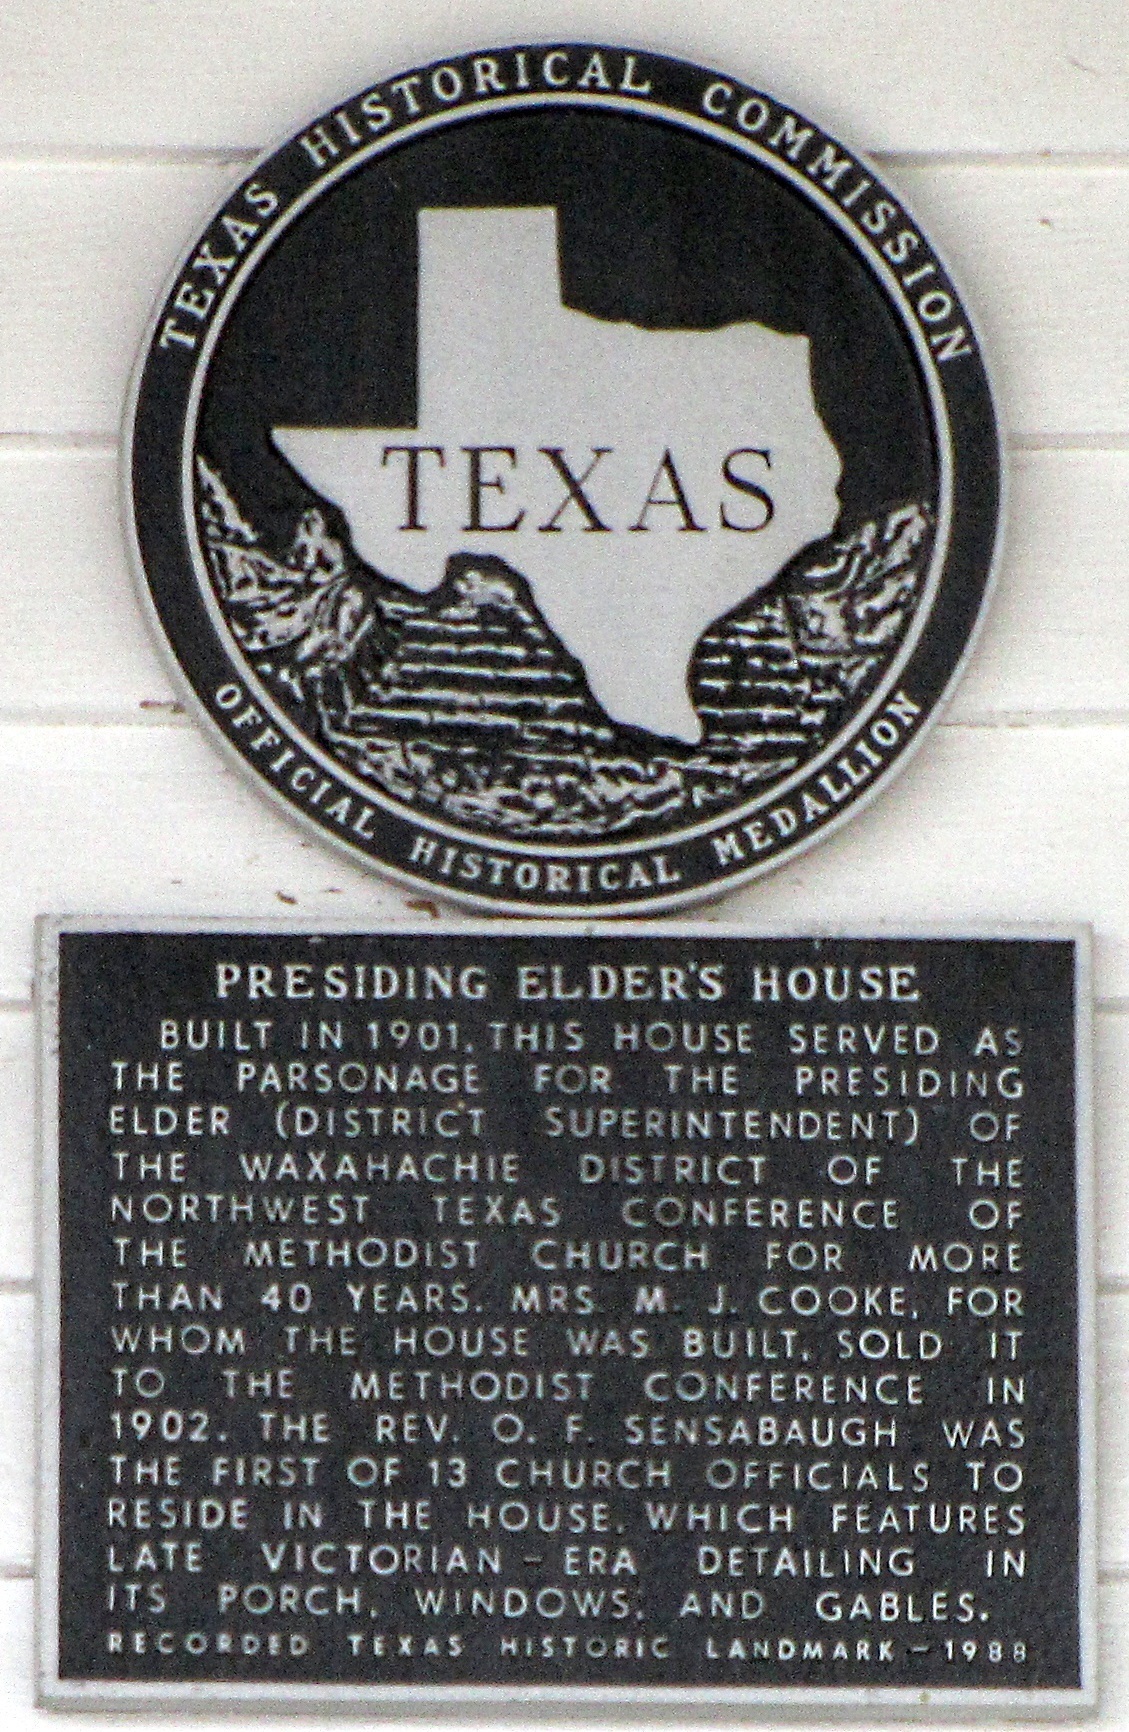 TEXAS HISTORICAL COMMISSION
TEXAS
OFFICIAL HISTORICAL MEDALLION
PRESIDING ELDER'S HOUSE
BUILT IN 1901, THIS HOUSE SERVED AS
THE PARSONAGE FOR THE PRESIDING
ELDER (DISTRICT SUPERINTENDENT) OF
THE WAXAHACHIE DISTRICT OF THE
NORTHWEST TEXAS CONFERENCE OF
THE METHODIST CHURCH FOR MORE
THAN 40 YEARS. MRS. M. J. COOKE, FOR
WHOM THE HOUSE WAS BUILT, SOLD IT
TO THE METHODIST CONFERENCE IN
1902. THE REV. O. F. SENSABAUGH WAS
THE FIRST OF 13 CHURCH OFFICIALS TO
RESIDE IN THE HOUSE, WHICH FEATURES
LATE VICTORIAN-ERA DETAILING IN
ITS PORCH, WINDOWS, AND GABLES.
RECORDED TEXAS HISTORIC LANDMARK-1988